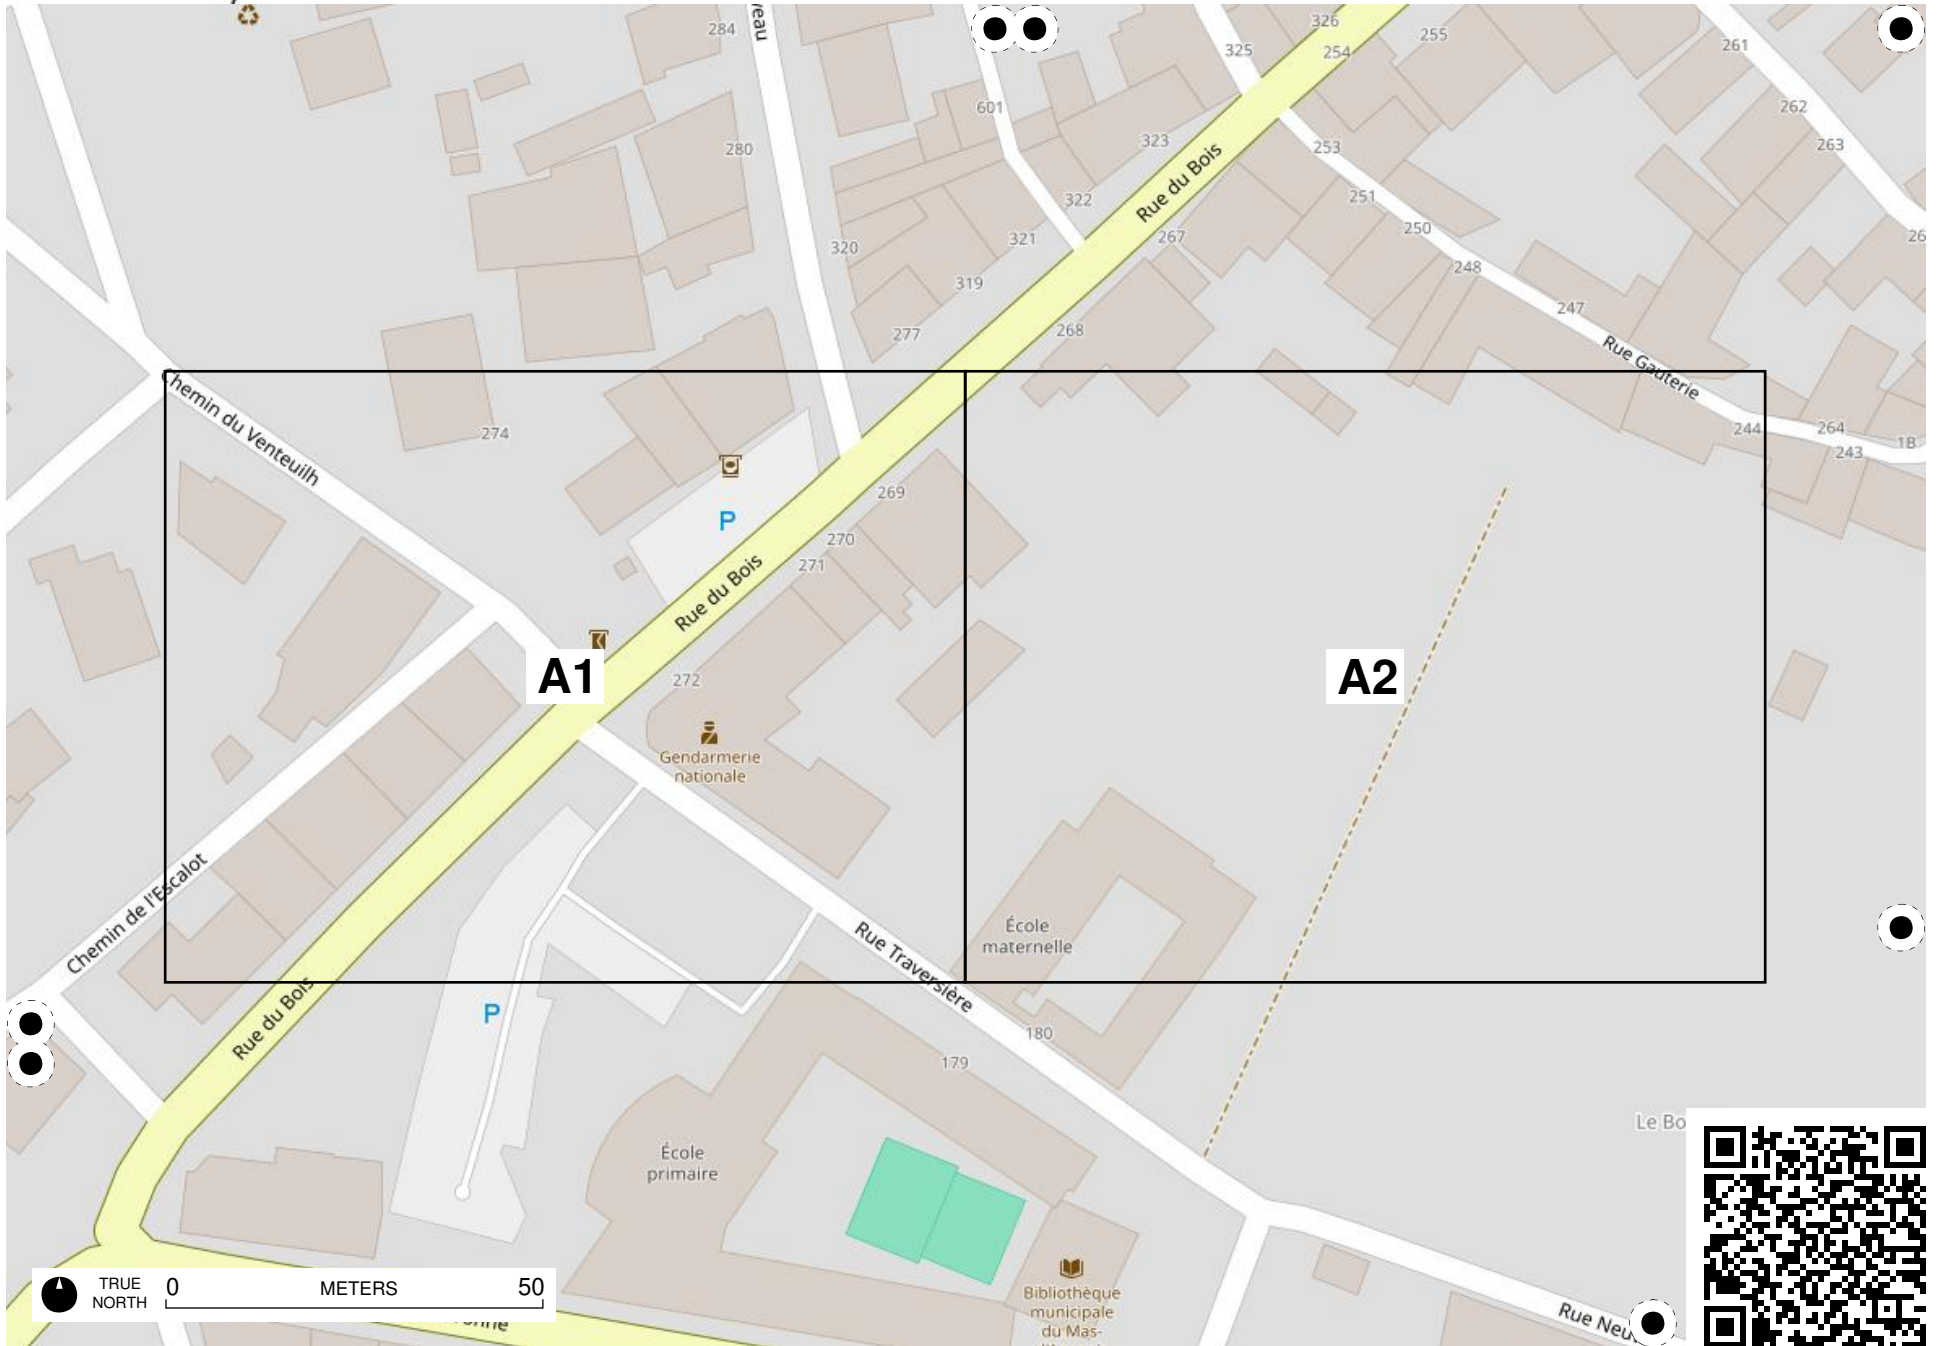 326
284
veau
255
325
254
261
601
262
323
253
263
280
Rue du Bois
251
322
250
267
321
320
248
319
247
268
277
Rue Gauterie
Chemin du Venteuilh
244
264
274
1B
243
269
P
270
271
Rue du Bois
A1
A2
272
Gendarmerie
nationale
Chemin de l'Escalot
École
maternelle
Rue Traversière
Rue du Bois
P
180
179
Le Bo
École
primaire
TRUE
NORTH
0
METERS
50
Bibliothèque
municipale
du Mas-
Rue Neu